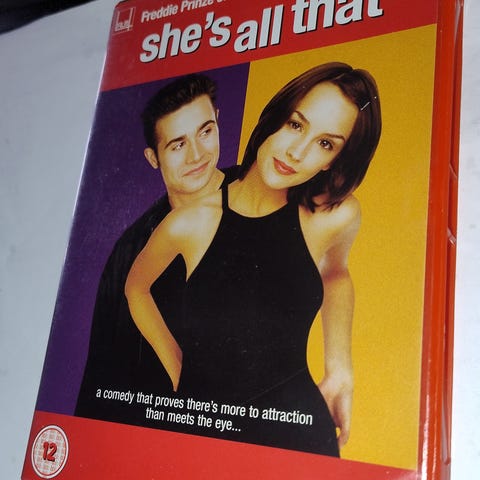 Freddie Prinze
she's all that
a comedy that proves there's more to attraction
than meets the eye...
12